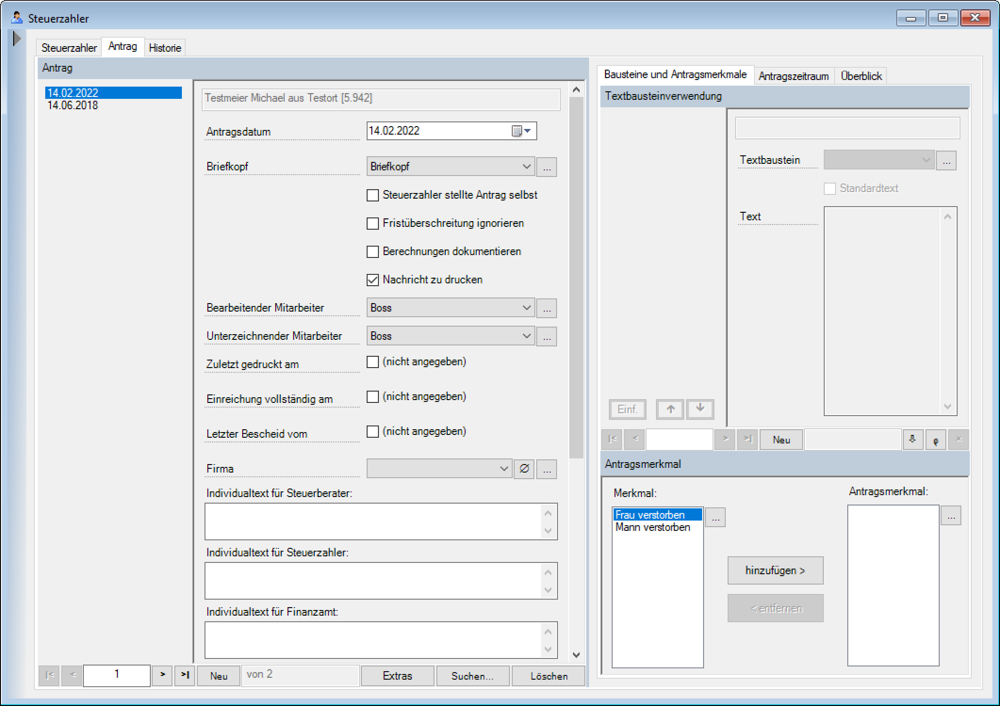 Steuerzahler
Steuerzahler Antrag Historie
Antrag
14.02.2022
14.06.2018
Testmeier Michael aus Testort [5.942]
Antragsdatum 14.02.2022
Briefkopf Briefkopf ...
Steuerzahler stellte Antrag selbst
Fristüberschreitung ignorieren
Berechnungen dokumentieren
Nachricht zu drucken
Bearbeitender Mitarbeiter Boss ...
Unterzeichnender Mitarbeiter Boss ...
Zuletzt gedruckt am (nicht angegeben)
Einreichung vollständig am (nicht angegeben)
Letzter Bescheid vom (nicht angegeben)
Firma Ø ...
Individualtext für Steuerberater:
Individualtext für Steuerzahler:
Individualtext für Finanzamt:
|< < 1 > >| Neu von 2 Extras Suchen... Löschen
Bausteine und Antragsmerkmale Antragszeitraum Überblick
Textbausteinverwendung
Textbaustein ...
Standardtext
Text
Einf.
|< < > >| Neu
Antragsmerkmal
Merkmal: Antragsmerkmal:
Frau verstorben ... ...
Mann verstorben
hinzufügen >
< entfernen